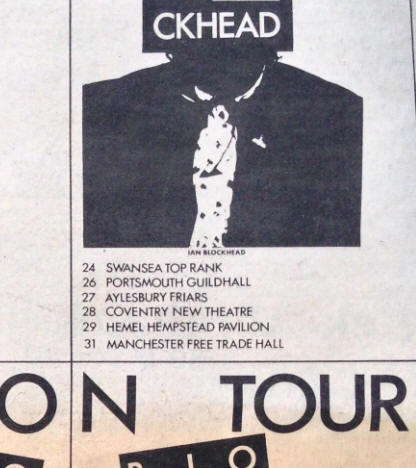 CKHEAD
IAN BLOCKHEAD
24 SWANSEA TOP RANK
26 PORTSMOUTH GUILDHALL
27 AYLESBURY FRIARS
28 COVENTRY NEW THEATRE
29 HEMEL HEMPSTEAD PAVILION
31 MANCHESTER FREE TRADE HALL
ON TOUR